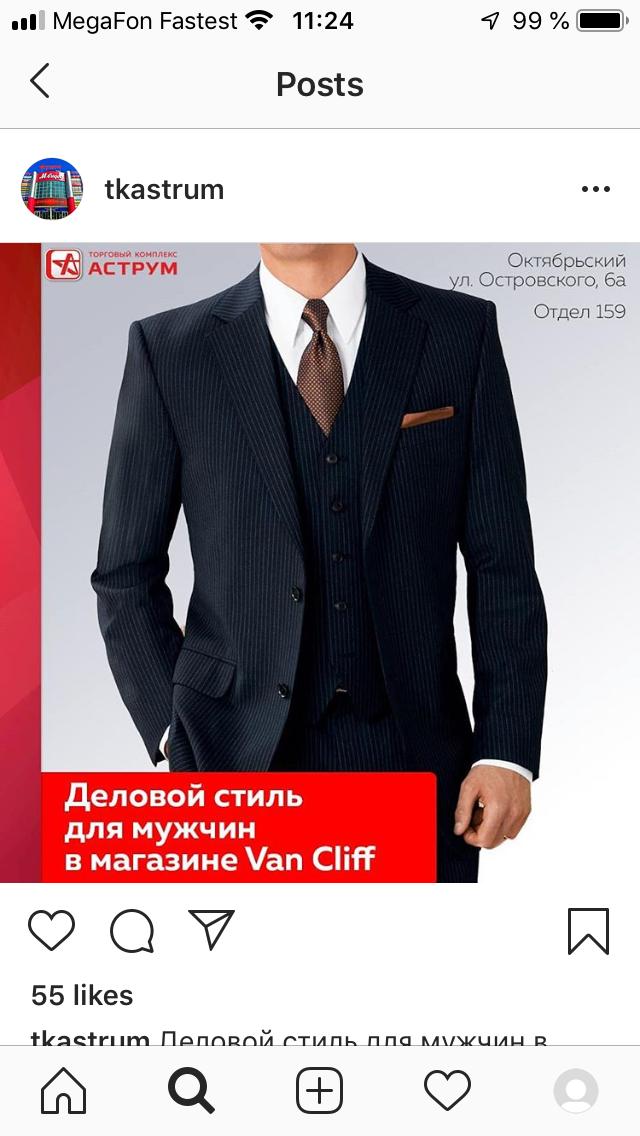 MegaFon Fastest 11:24 99 %
Posts
tkastrum
ТОРГОВЫЙ КОМПЛЕКС
АСТРУМ
Октябрьский
ул. Островского, 6а
Отдел 159
Деловой стиль
для мужчин
в магазине Van Cliff
55 likes
tkastrum Деловой стиль для мужчин в